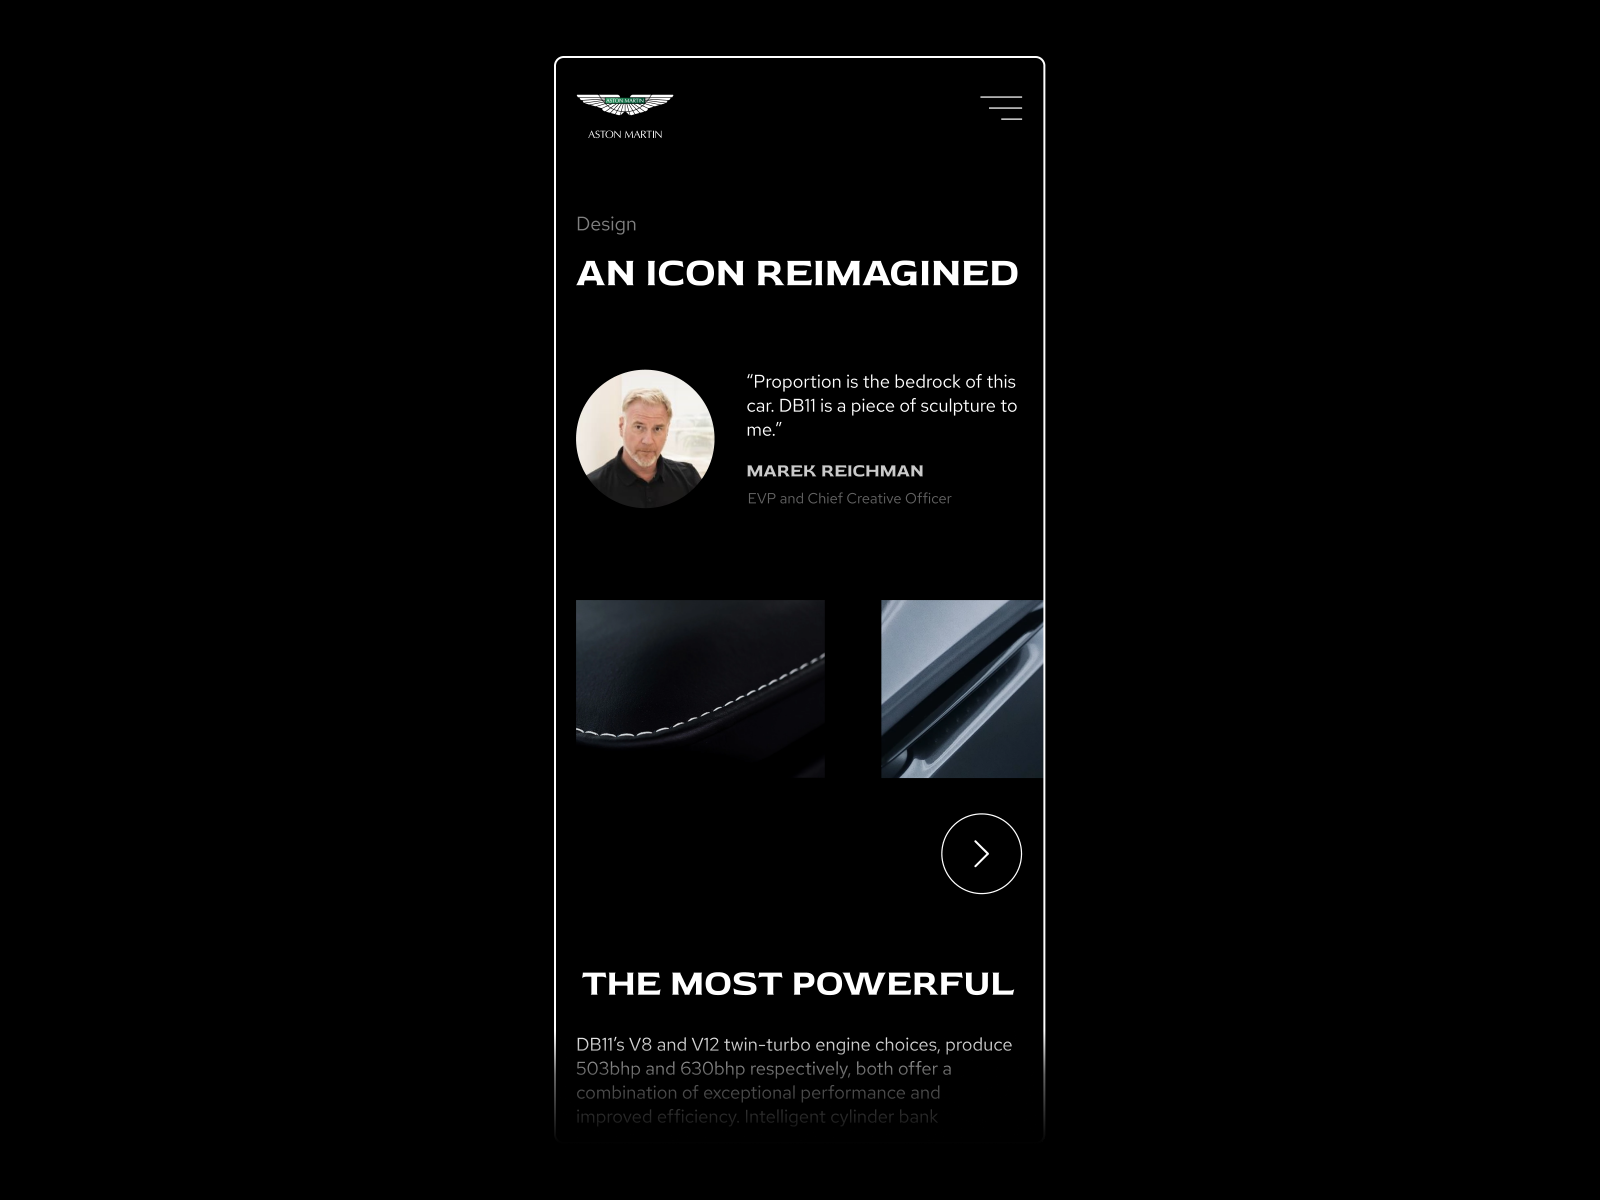 ASTON MARTIN
ASTON MARTIN
Design
AN ICON REIMAGINED
“Proportion is the bedrock of this
car. DB11 is a piece of sculpture to
me.”
MAREK REICHMAN
EVP and Chief Creative Officer
THE MOST POWERFUL
DB11’s V8 and V12 twin-turbo engine choices, produce
503bhp and 630bhp respectively, both offer a
combination of exceptional performance and
improved efficiency. Intelligent cylinder bank